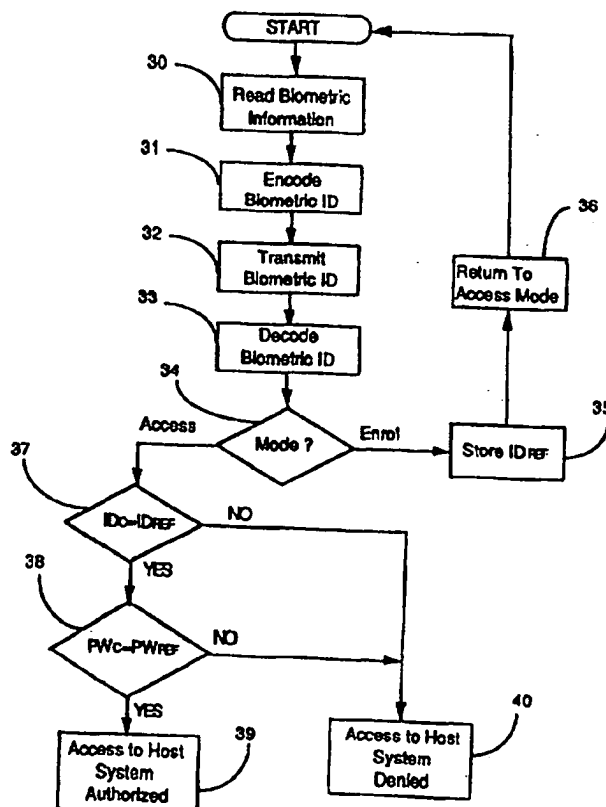 START
30
Read Biometric
Information
31
Encode
Biometric ID
32
Transmit
Biometric ID
36
Return To
Access Mode
33
Decode
Biometric ID
34
Access
Mode ?
Enrol
Store IDREF
35
37
IDC=IDREF
NO
YES
38
PWC=PWREF
NO
YES
39
Access to Host
System
Authorized
40
Access to Host
System
Denied